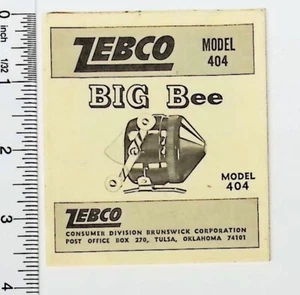 0
inch
1/32
1
2
3
4
ZEBCO
MODEL
404
BIG Bee
MODEL
404
ZEBCO
CONSUMER DIVISION BRUNSWICK CORPORATION
POST OFFICE BOX 270, TULSA, OKLAHOMA 74101